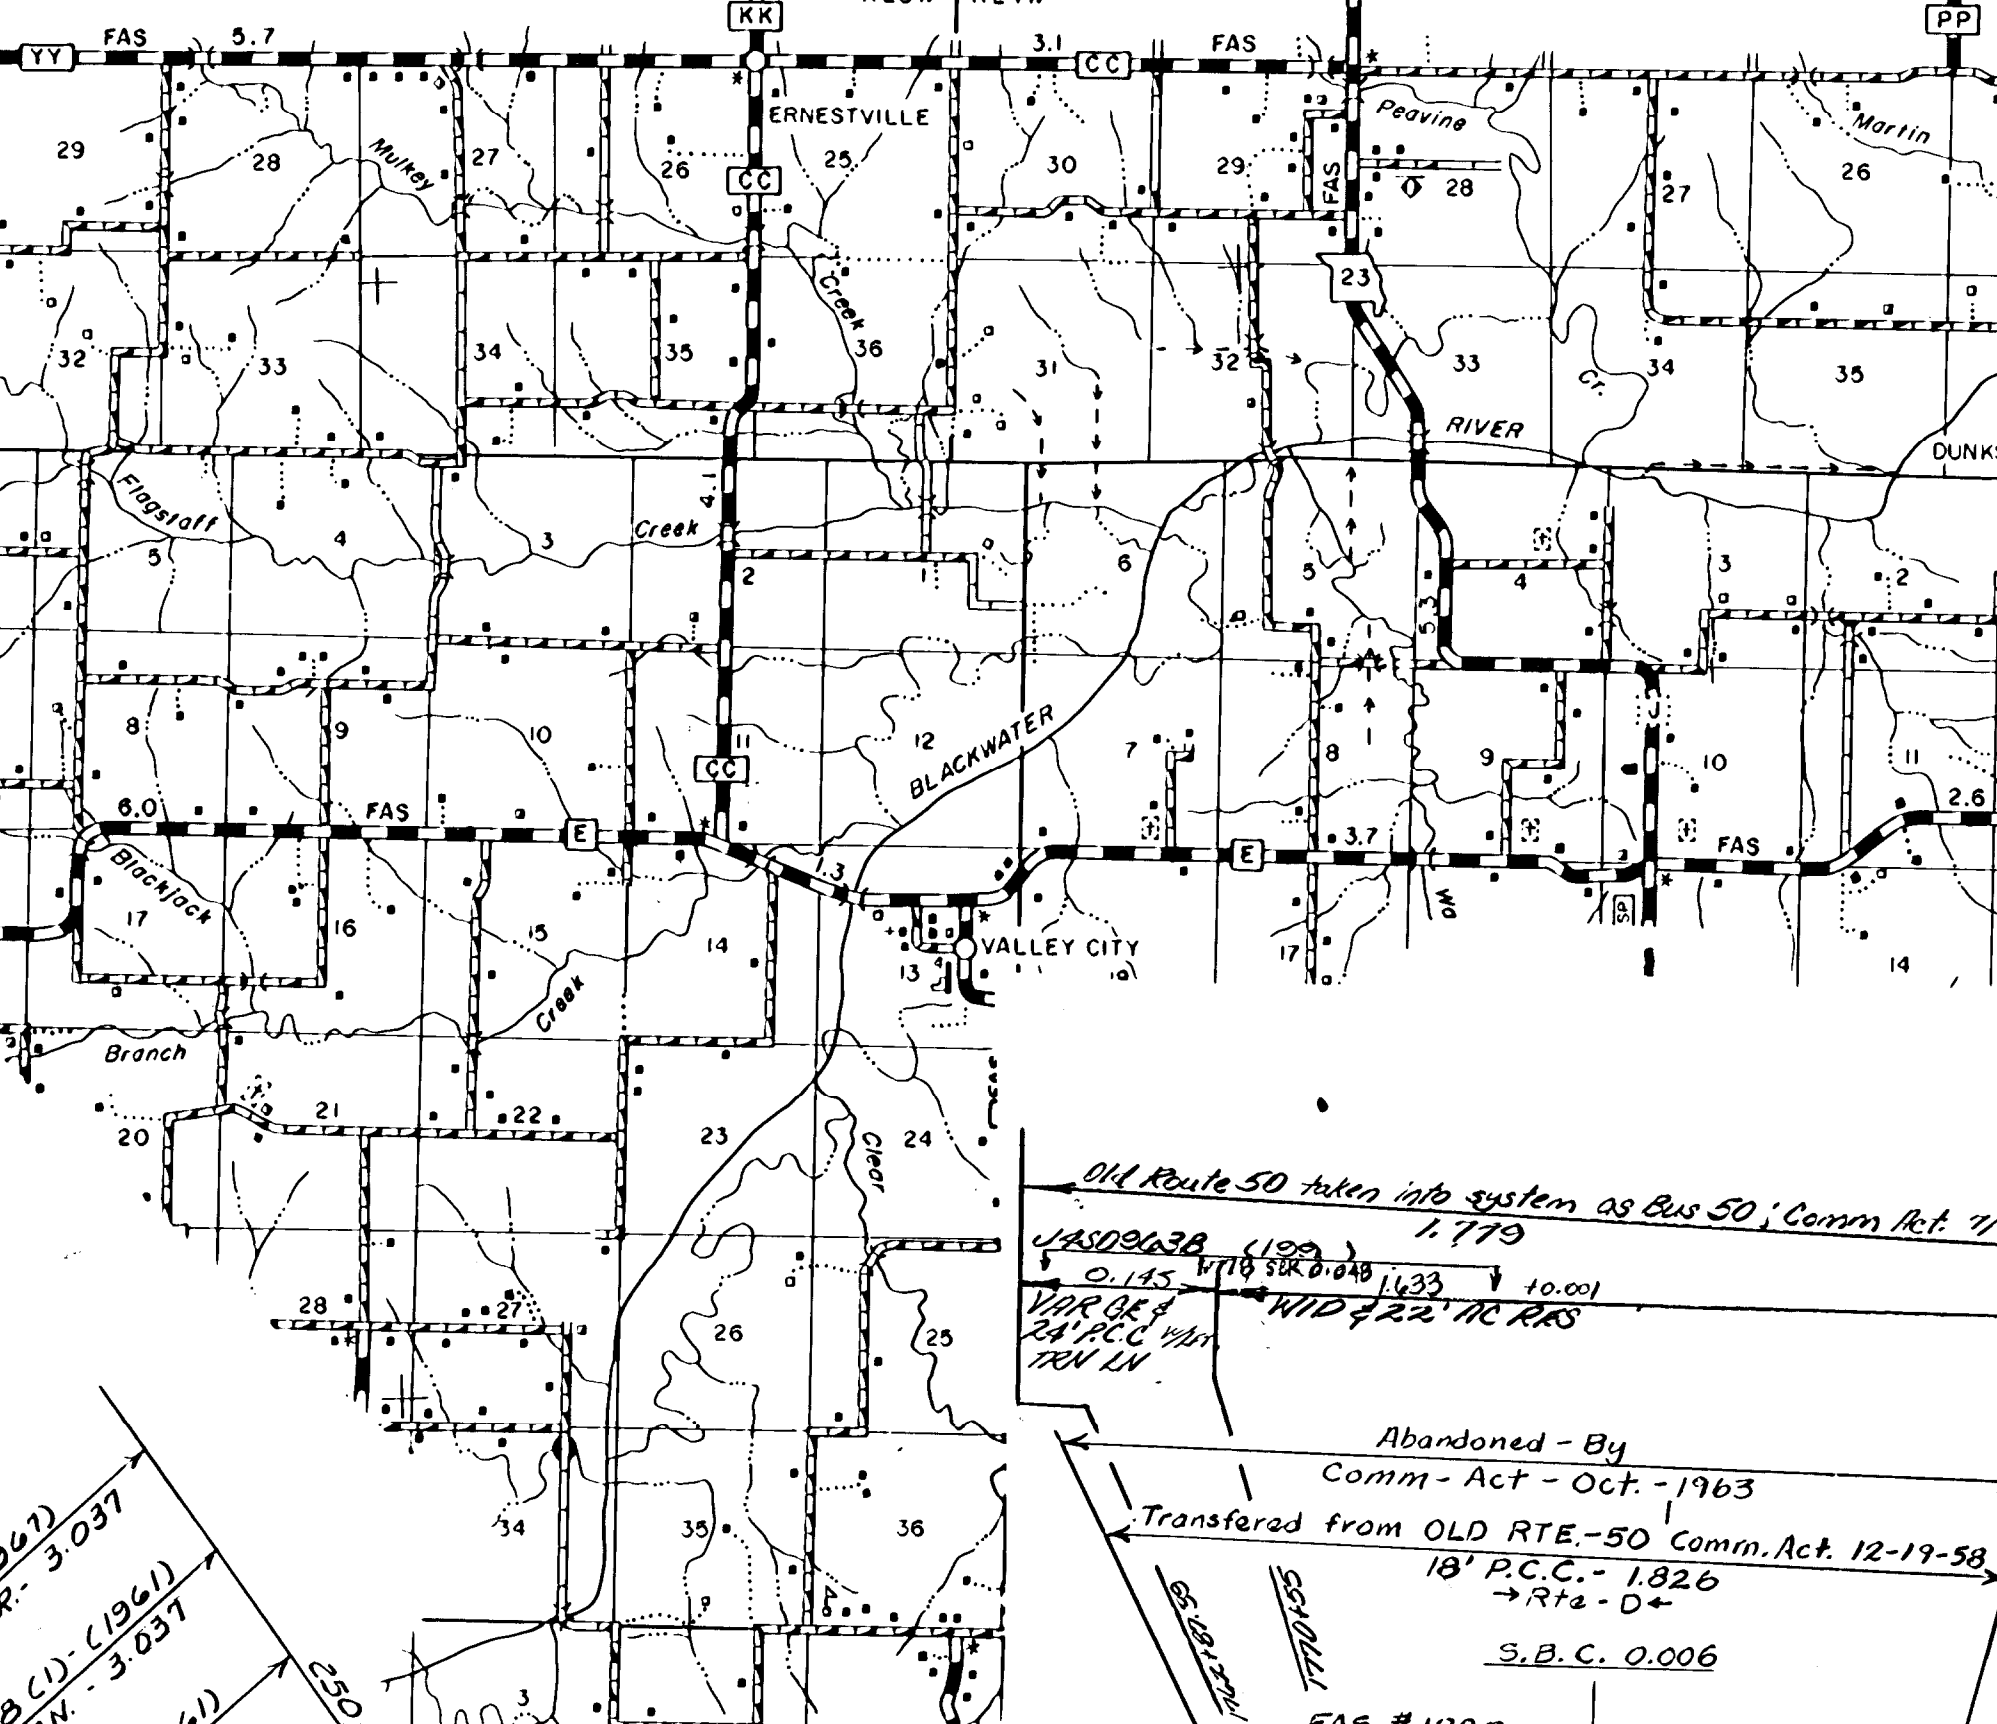 KK
PP
YY
FAS
5.7
3.1
CC
FAS
*
*
ERNESTVILLE
Peavine
Martin
29
28
Mulkey
27
26
25
30
29
FAS
28
27
26
CC
23
Creek
32
33
34
35
36
31
32
33
Cr.
34
35
RIVER
4.1
Flagstaff
5
4
3
Creek
2
1
6
5
5.3
4
3
2
8
9
10
11
12
BLACKWATER
7
8
9
J
10
11
CC
6.0
FAS
E
*
1.3
E
3.7
FAS
2.6
Blackjack
17
16
15
14
*
VALLEY CITY
13
17
SP
*
14
Creek
Branch
20
21
22
23
Clear
24
28
27
26
25
34
35
36
3
*
*
Old Route 50 taken into system as Bus 50; Comm Act.
1.779
(199)
0.145
1.633
+0.001
VAR GE &
24' P.C.C
TRN LN
WID & 22' AC RES
Abandoned - By
Comm - Act - Oct. - 1963
Transfered from OLD RTE.-50 Comm. Act. 12-19-58
18' P.C.C. - 1.826
→Rte - D←
S.B.C. 0.006
R.- 3.037
8 (1)-(1961)
N. - 3.037
250